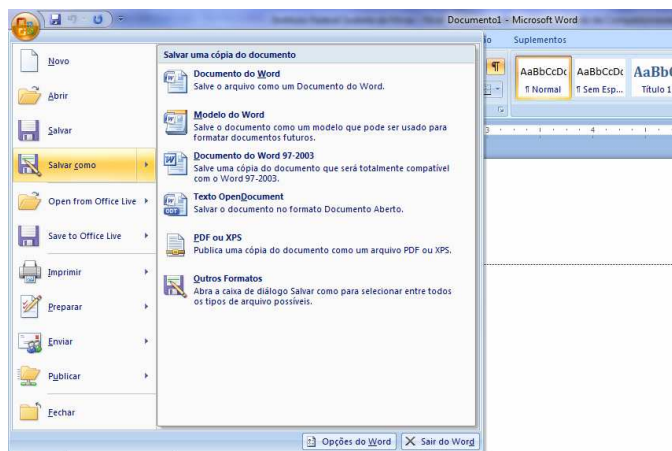 Documento1 - Microsoft Word
Suplementos
Novo
Abrir
Salvar
Salvar como
Open from Office Live
Save to Office Live
Imprimir
Preparar
Enviar
Publicar
Fechar
Salvar uma cópia do documento
Documento do Word
Salve o arquivo como um Documento do Word.
Modelo do Word
Salve o documento como um modelo que pode ser usado para
formatar documentos futuros.
Documento do Word 97-2003
Salve uma cópia do documento que será totalmente compatível
com o Word 97-2003.
Texto OpenDocument
Salvar o documento no formato Documento Aberto.
PDF ou XPS
Publica uma cópia do documento como um arquivo PDF ou XPS.
Outros Formatos
Abra a caixa de diálogo Salvar como para selecionar entre todos
os tipos de arquivo possíveis.
AaBbCcDc AaBbCcDc AaBbC
¶ Normal ¶ Sem Esp... Título 1
3 4
Opções do Word Sair do Word